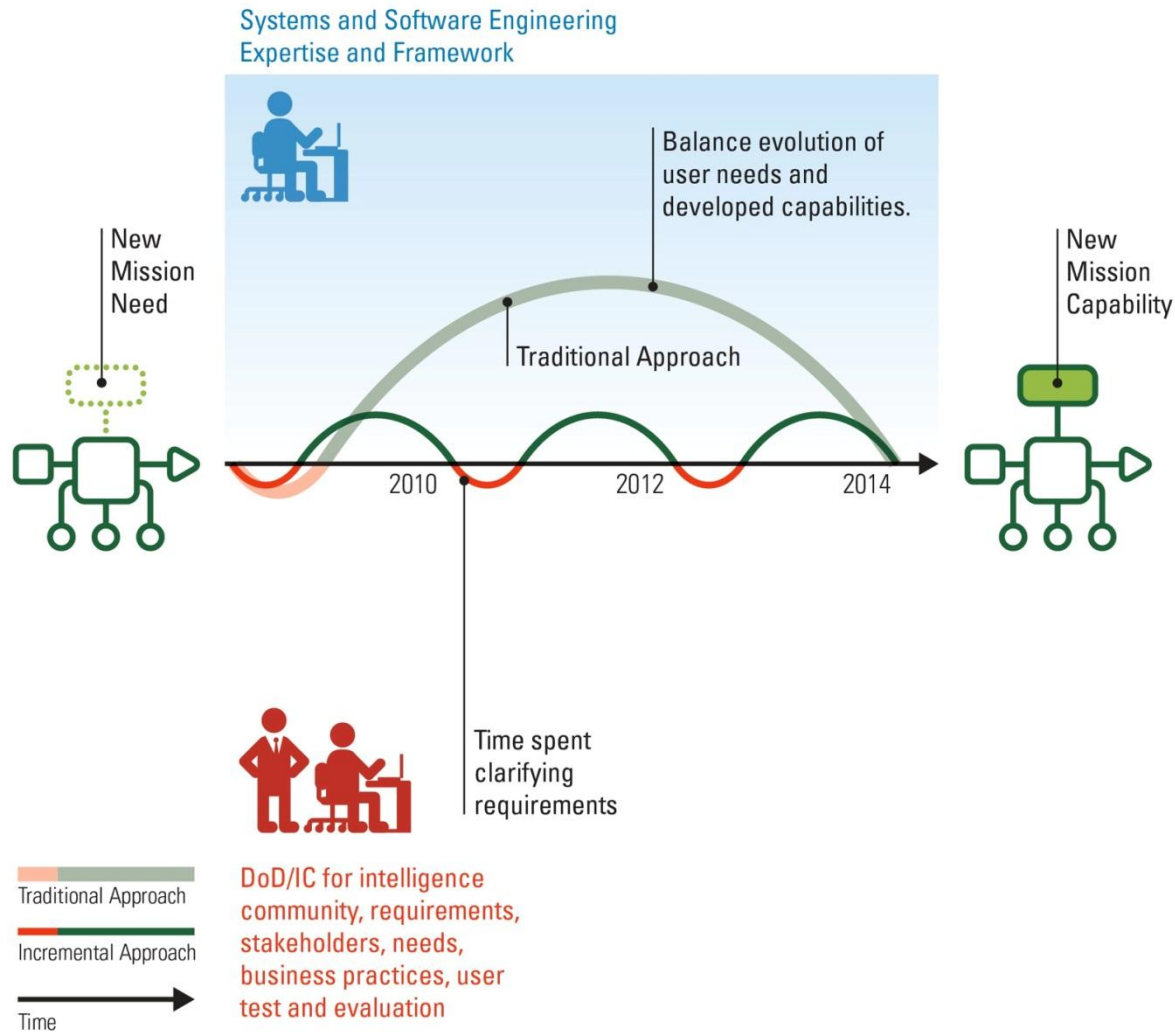 Systems and Software Engineering
Expertise and Framework
Balance evolution of
user needs and
developed capabilities.
New
Mission
Need
New
Mission
Capability
Traditional Approach
2010
2012
2014
Time spent
clarifying
requirements
Traditional Approach
Incremental Approach
Time
DoD/IC for intelligence
community, requirements,
stakeholders, needs,
business practices, user
test and evaluation